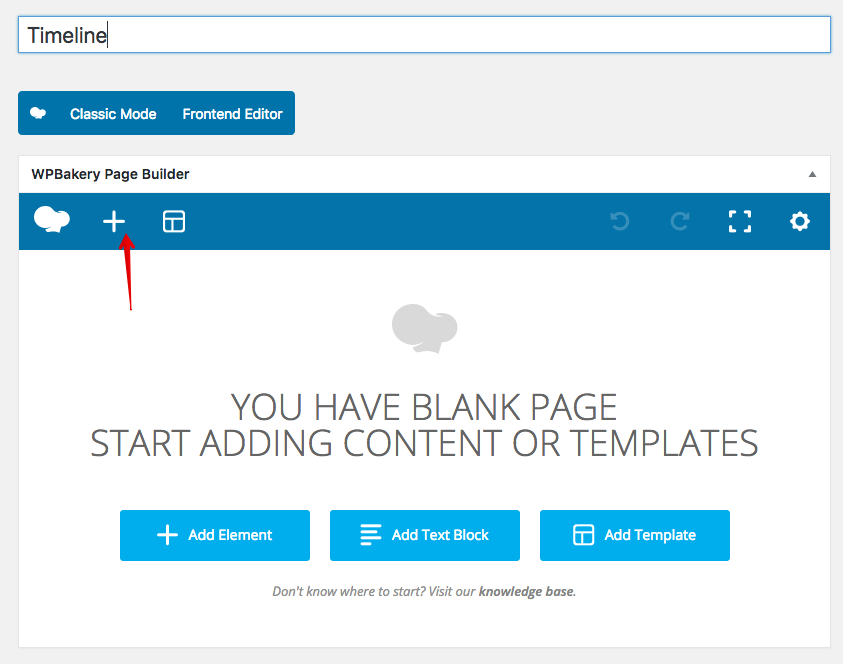 Timeline
Classic Mode Frontend Editor
WPBakery Page Builder
YOU HAVE BLANK PAGE
START ADDING CONTENT OR TEMPLATES
Add Element Add Text Block Add Template
Don't know where to start? Visit our knowledge base.